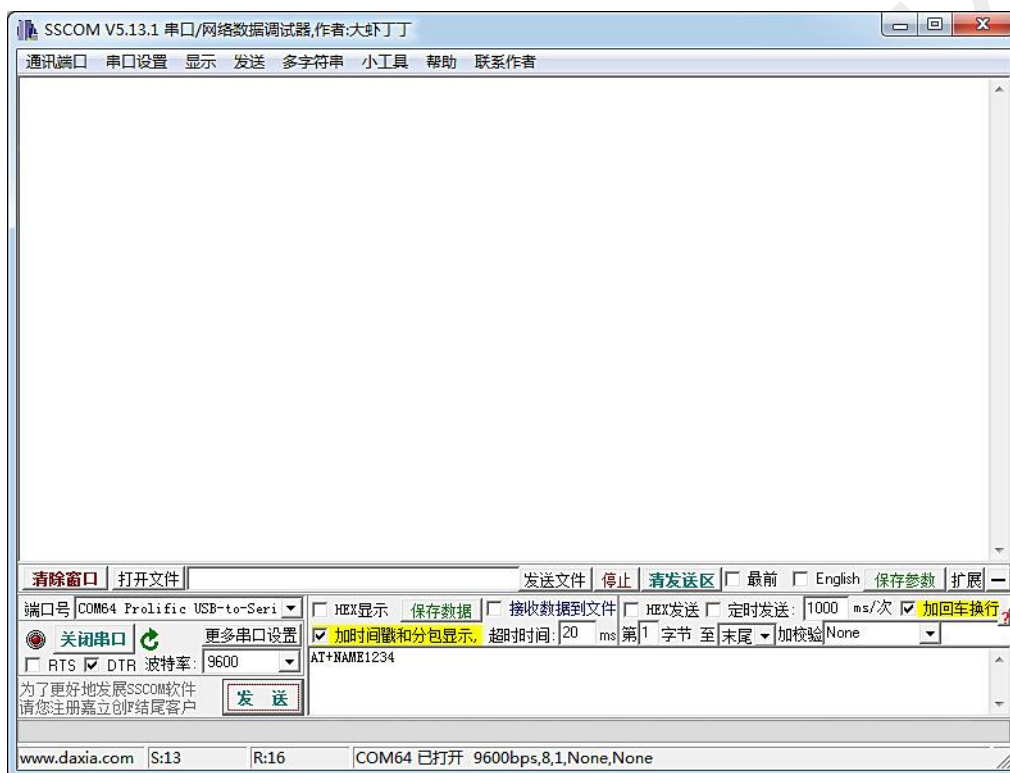 SSCOM V5.13.1 串口/网络数据调试器,作者:大虾丁丁
通讯端口 串口设置 显示 发送 多字符串 小工具 帮助 联系作者
清除窗口 打开文件 发送文件 停止 清发送区 最前 English 保存参数 扩展 —
端口号 COM64 Prolific USB-to-Seri HEX显示 保存数据 接收数据到文件 HEX发送 定时发送: 1000 ms/次 加回车换行
关闭串口 更多串口设置 加时间戳和分包显示, 超时时间: 20 ms 第1 字节 至 末尾 加校验 None
RTS DTR 波特率: 9600
AT+NAME1234
为了更好地发展SSCOM软件
请您注册嘉立创F结尾客户
发 送
www.daxia.com S:13 R:16 COM64 已打开 9600bps,8,1,None,None